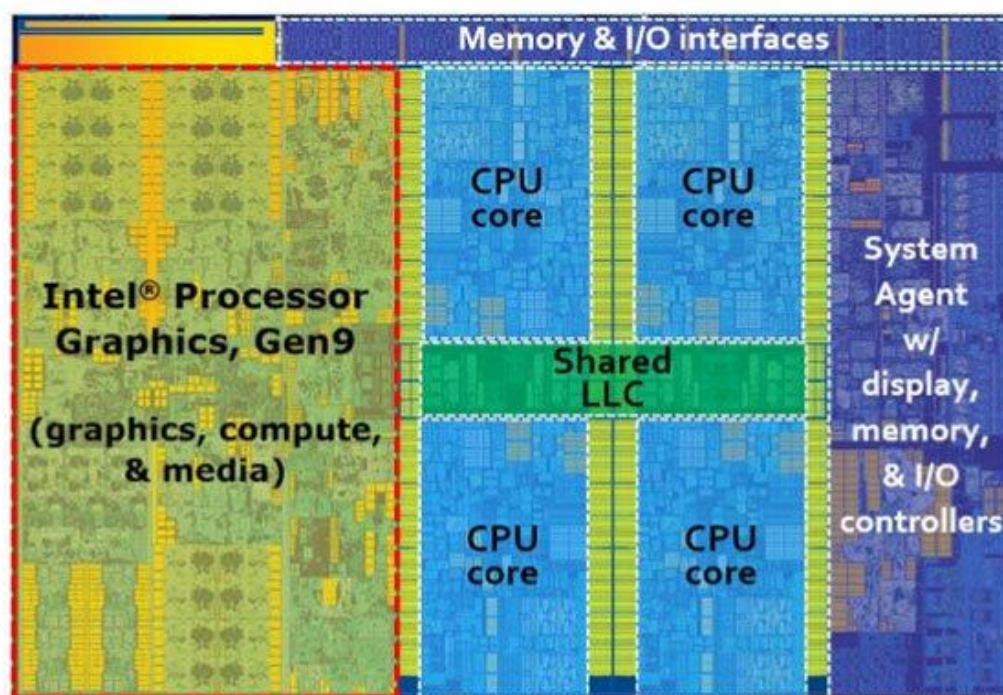 Memory & I/O interfaces
CPU
core
CPU
core
Intel® Processor
Graphics, Gen9
(graphics, compute,
& media)
Shared
LLC
System
Agent
w/
display,
memory,
& I/O
controllers
CPU
core
CPU
core